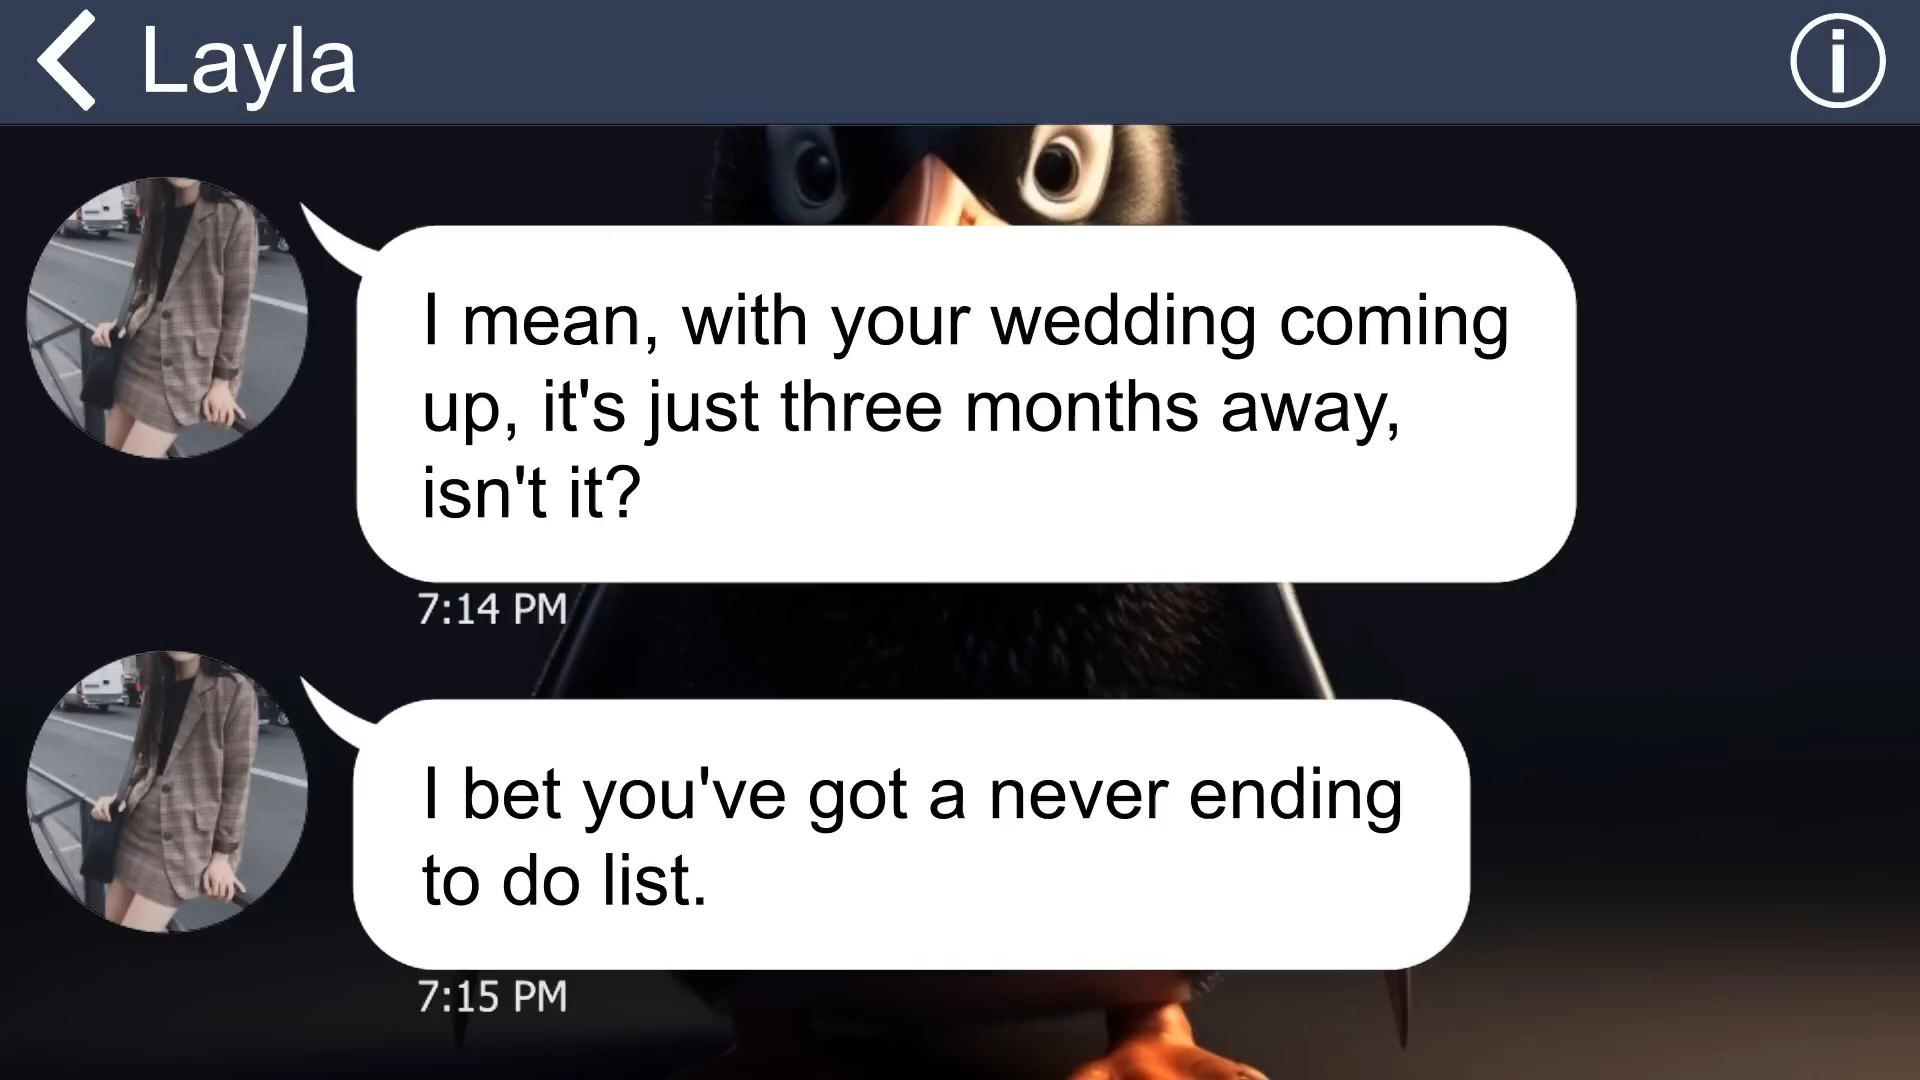 Layla
I mean, with your wedding coming
up, it's just three months away,
isn't it?
7:14 PM
I bet you've got a never ending
to do list.
7:15 PM